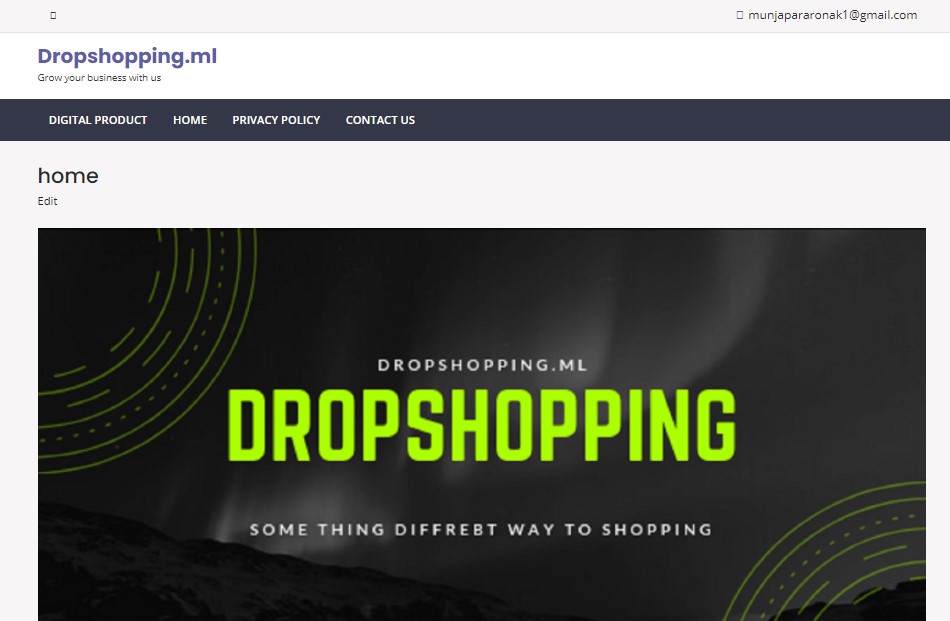 munjapararonak1@gmail.com
Dropshopping.ml
Grow your business with us
DIGITAL PRODUCT HOME PRIVACY POLICY CONTACT US
home
Edit
DROPSHOPPING.ML
DROPSHOPPING
SOME THING DIFFREBT WAY TO SHOPPING